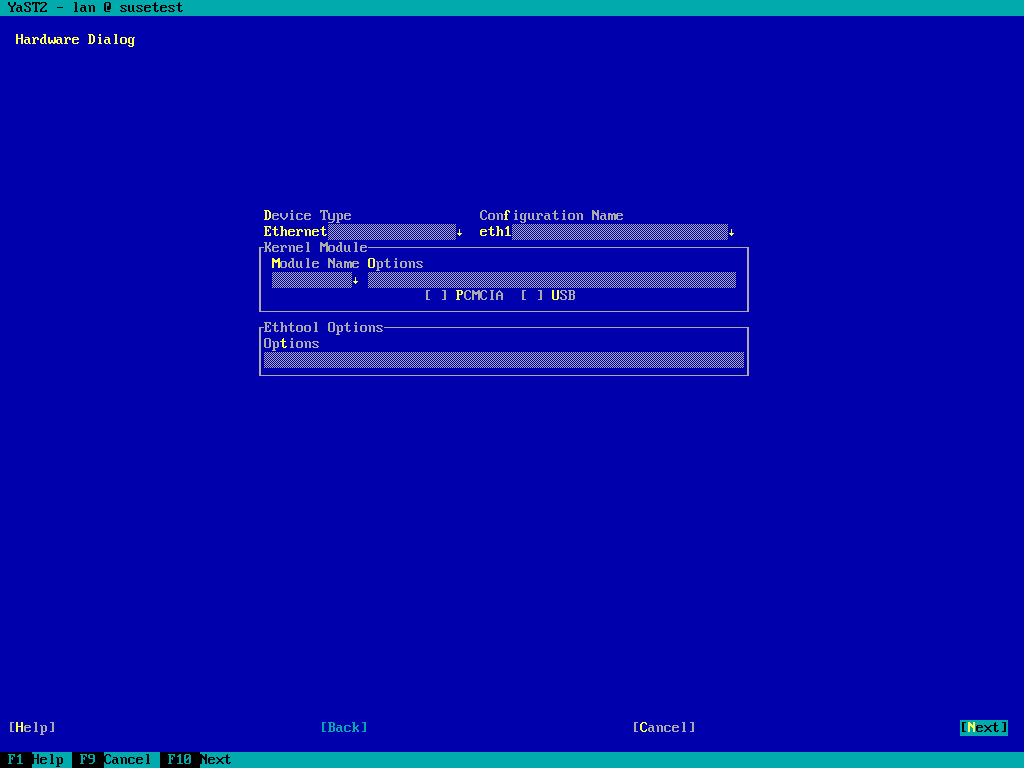 YaST2 - lan @ susetest
Hardware Dialog
Device Type Configuration Name
Ethernet↓ eth1↓
Kernel Module
Module Name Options
↓
[ ] PCMCIA [ ] USB
Ethtool Options
Options
[Help] [Back] [Cancel] [Next]
F1 Help F9 Cancel F10 Next